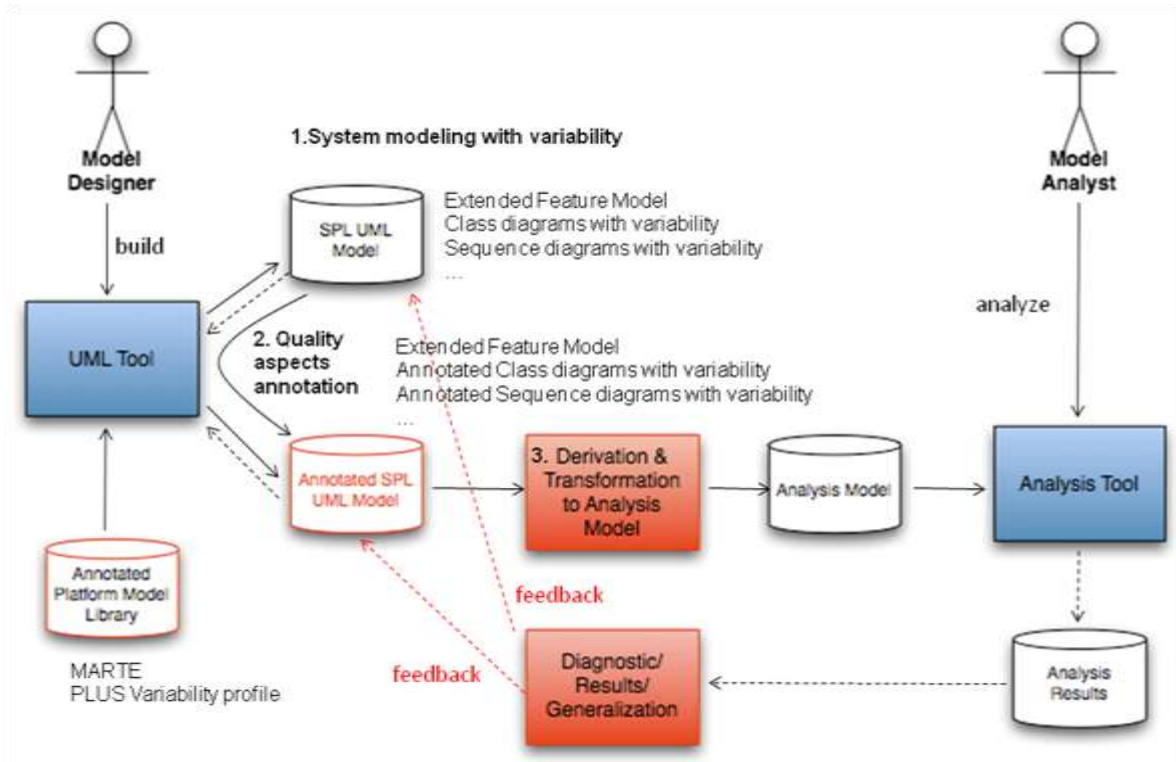 Model
Designer
Model
Analyst
1.System modeling with variability
SPL UML
Model
Extended Feature Model
Class diagrams with variability
Sequence diagrams with variability
...
build
analyze
UML Tool
2. Quality
aspects
annotation
Extended Feature Model
Annotated Class diagrams with variability
Annotated Sequence diagrams with variability
...
Annotated SPL
UML Model
3. Derivation &
Transformation
to Analysis
Model
Analysis Model
Analysis Tool
Annotated
Platform Model
Library
MARTE
PLUS Variability profile
feedback
feedback
Diagnostic/
Results/
Generalization
Analysis
Results